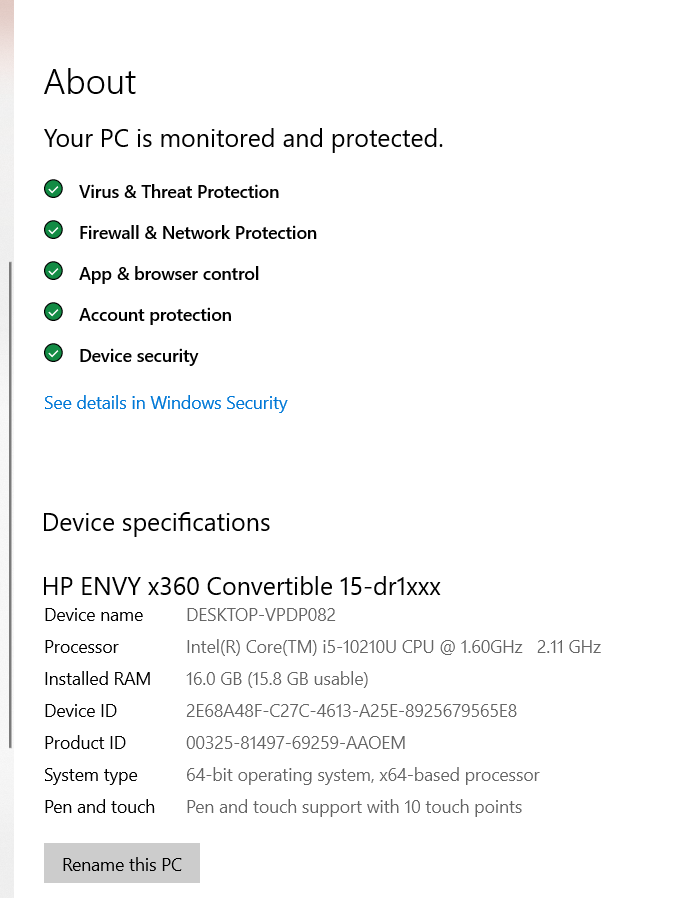 About
Your PC is monitored and protected.
Virus & Threat Protection
Firewall & Network Protection
App & browser control
Account protection
Device security
See details in Windows Security
Device specifications
HP ENVY x360 Convertible 15-dr1xxx
Device name DESKTOP-VPDP082
Processor Intel(R) Core(TM) i5-10210U CPU @ 1.60GHz 2.11 GHz
Installed RAM 16.0 GB (15.8 GB usable)
Device ID 2E68A48F-C27C-4613-A25E-8925679565E8
Product ID 00325-81497-69259-AAOEM
System type 64-bit operating system, x64-based processor
Pen and touch Pen and touch support with 10 touch points
Rename this PC